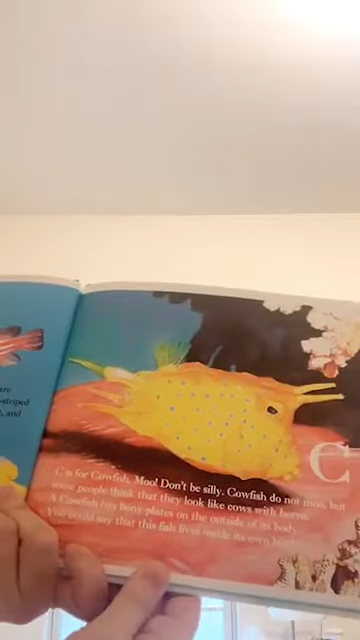 are
-striped
, and
C
C is for Cowfish. Moo! Don't be silly. Cowfish do not moo, but
some people think that they look like cows with horns.
A Cowfish has bony plates on the outside of its body.
You could say that this fish lives inside its own